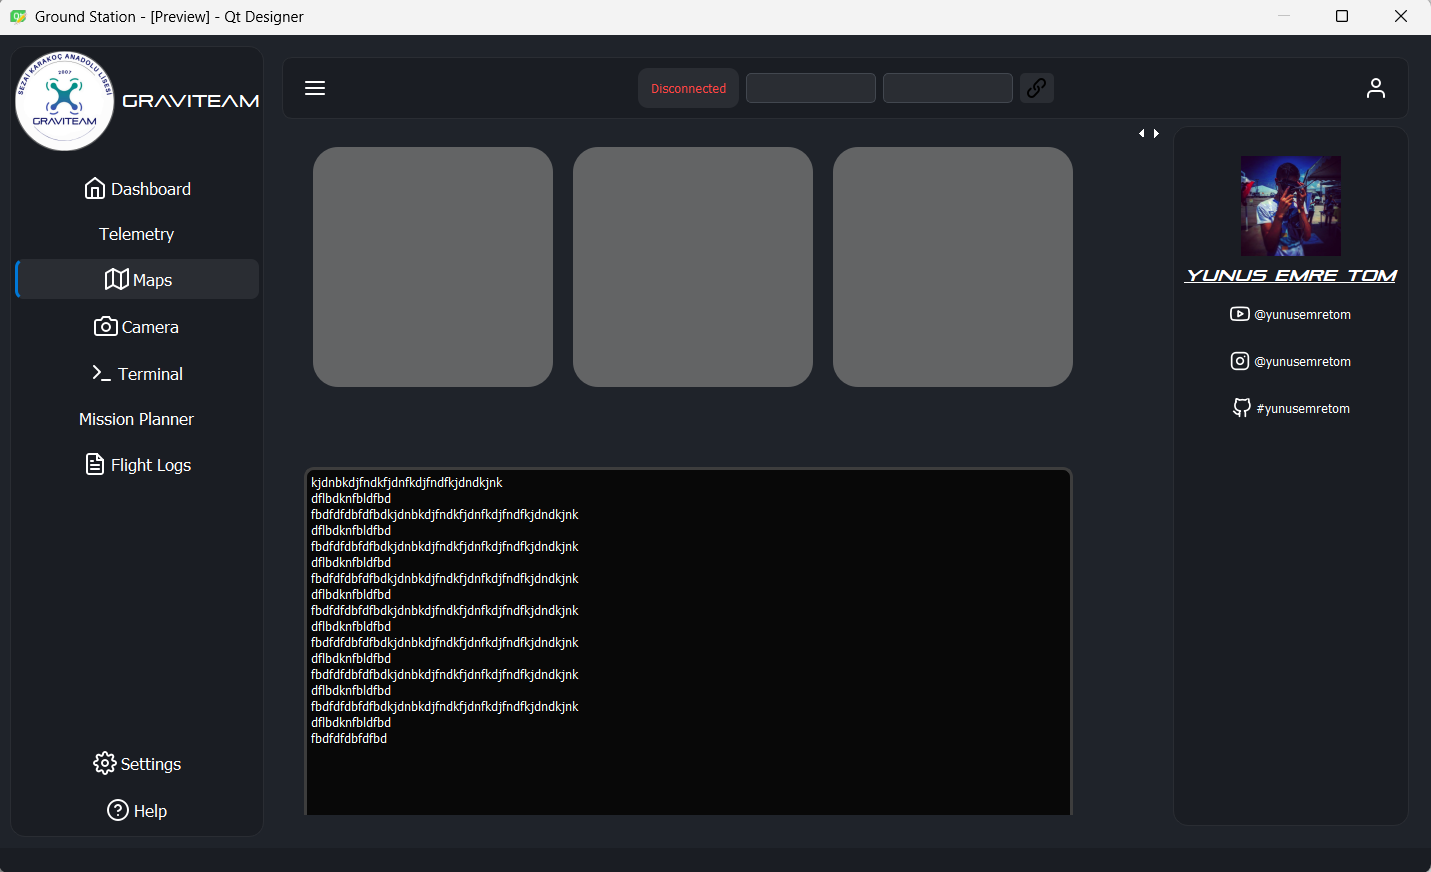 Ground Station - [Preview] - Qt Designer
SEZAİ KARAKOÇ ANADOLU LİSESİ
2007
GRAVITEAM
GRAVITEAM
Disconnected
Dashboard
Telemetry
Maps
Camera
Terminal
Mission Planner
Flight Logs
Settings
Help
kjdnbkdjfndkfjdnfkdjfndfkjdndkjnk
dflbdknfbldfbd
fbdfdfdbfdfbdkjdnbkdjfndkfjdnfkdjfndfkjdndkjnk
dflbdknfbldfbd
fbdfdfdbfdfbdkjdnbkdjfndkfjdnfkdjfndfkjdndkjnk
dflbdknfbldfbd
fbdfdfdbfdfbdkjdnbkdjfndkfjdnfkdjfndfkjdndkjnk
dflbdknfbldfbd
fbdfdfdbfdfbdkjdnbkdjfndkfjdnfkdjfndfkjdndkjnk
dflbdknfbldfbd
fbdfdfdbfdfbdkjdnbkdjfndkfjdnfkdjfndfkjdndkjnk
dflbdknfbldfbd
fbdfdfdbfdfbdkjdnbkdjfndkfjdnfkdjfndfkjdndkjnk
dflbdknfbldfbd
fbdfdfdbfdfbdkjdnbkdjfndkfjdnfkdjfndfkjdndkjnk
dflbdknfbldfbd
fbdfdfdbfdfbd
YUNUS EMRE TOM
@yunusemretom
@yunusemretom
#yunusemretom